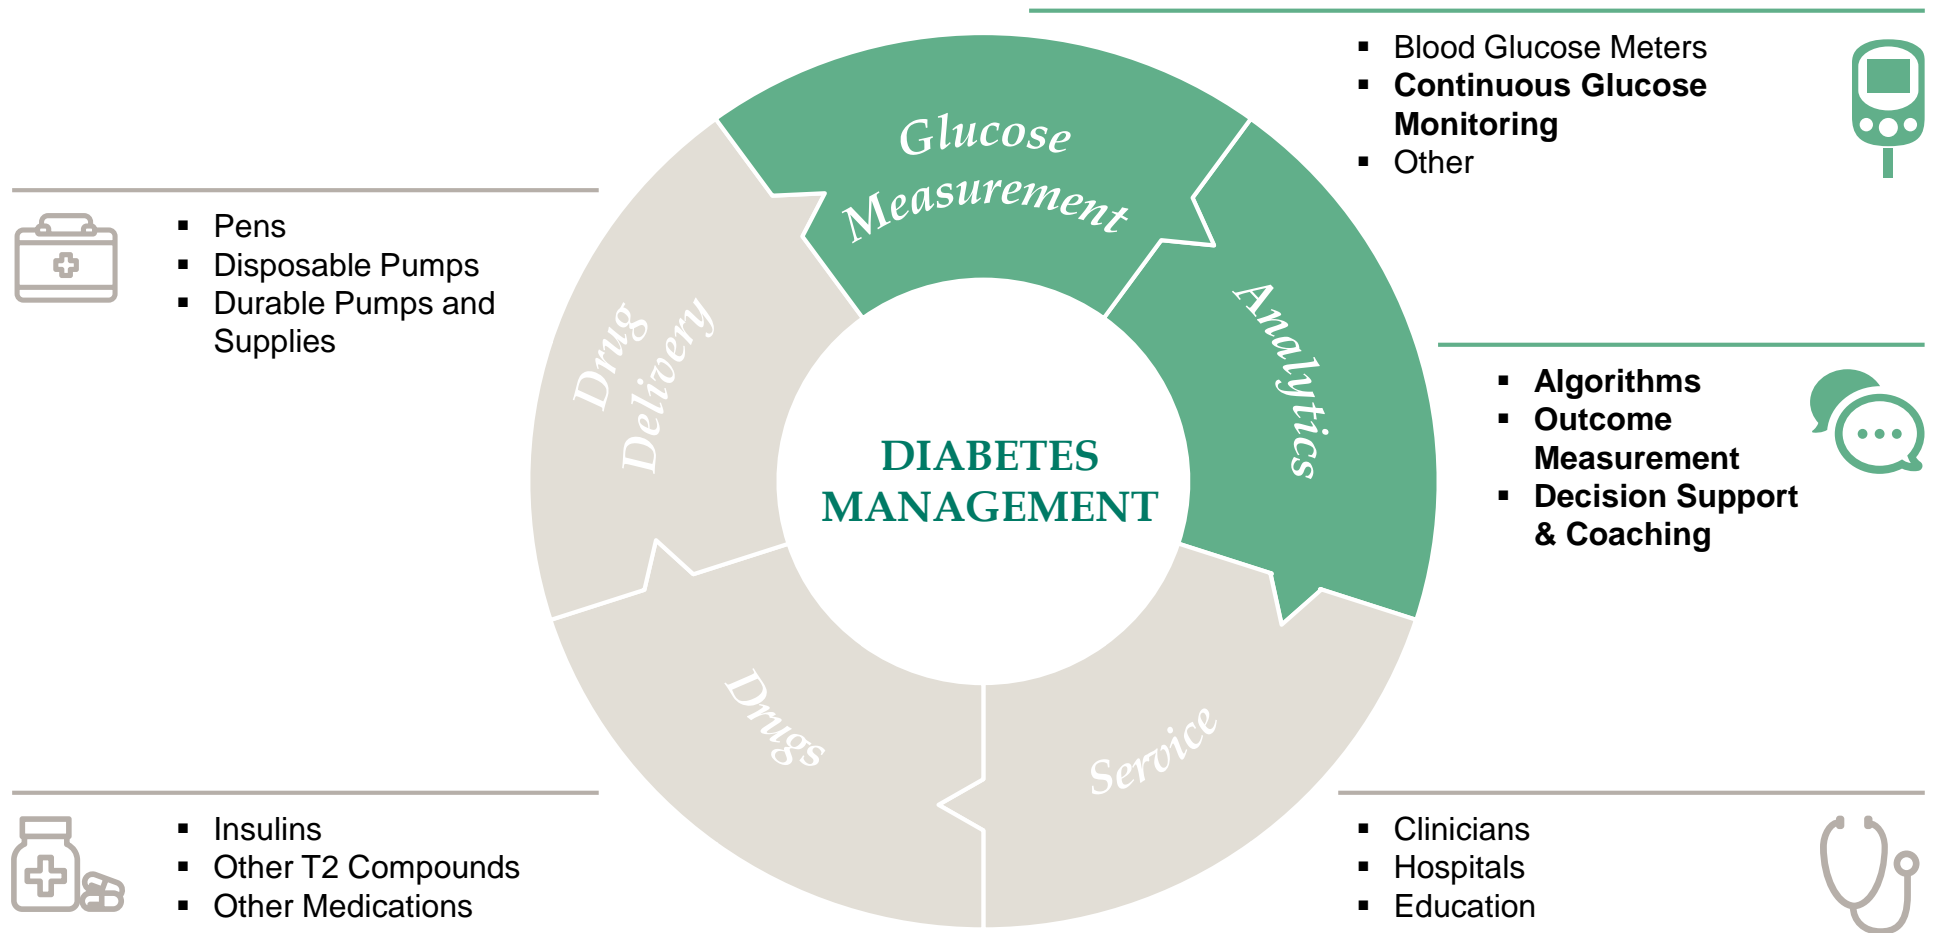 ▪ Blood Glucose Meters
▪ Continuous Glucose
Monitoring
▪ Other
Glucose
Measurement
▪ Pens
▪ Disposable Pumps
▪ Durable Pumps and
Supplies
Drug
Delivery
Analytics
▪ Algorithms
▪ Outcome
Measurement
▪ Decision Support
& Coaching
DIABETES
MANAGEMENT
Drugs
Service
▪ Insulins
▪ Other T2 Compounds
▪ Other Medications
▪ Clinicians
▪ Hospitals
▪ Education